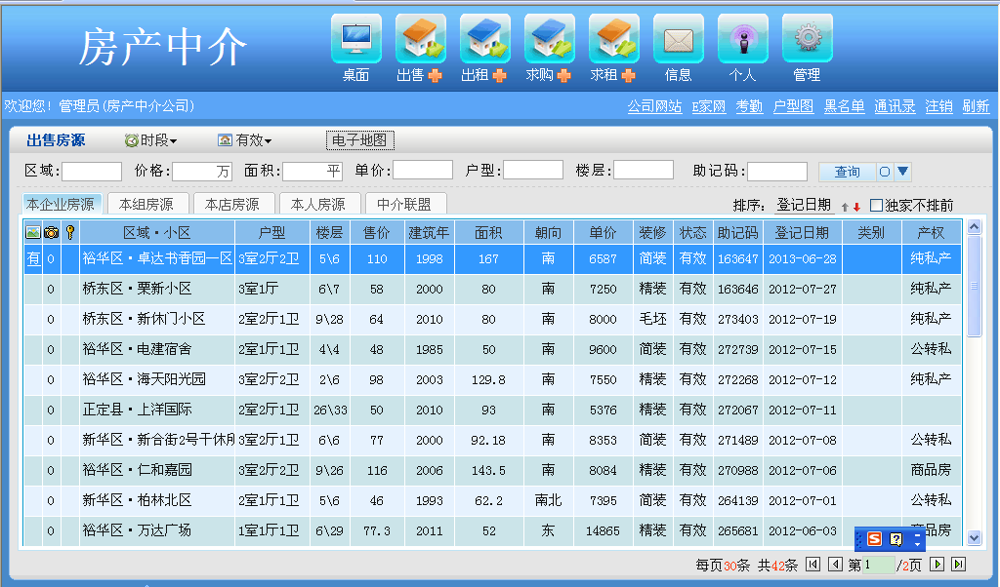 房产中介
桌面 出售 出租 求购 求租 信息 个人 管理
欢迎您! 管理员(房产中介公司) 公司网站 E家网 考勤 户型图 黑名单 通讯录 注销 刷新
出售房源 时段 有效 电子地图
区域: 价格: 万 面积: 平 单价: 户型: 楼层: 助记码: 查询
本企业房源 本组房源 本店房源 本人房源 中介联盟 排序: 登记日期 独家不排前
区域·小区 户型 楼层 售价 建筑年 面积 朝向 单价 装修 状态 助记码 登记日期 类别 产权
有 0 裕华区·卓达书香园一区 3室2厅2卫 5\6 110 1998 167 南 6587 简装 有效 163647 2013-06-28 纯私产
0 桥东区·栗新小区 3室1厅 6\7 58 2000 80 南 7250 精装 有效 163646 2012-07-27 纯私产
0 桥东区·新休门小区 2室2厅1卫 9\28 64 2010 80 南 8000 毛坯 有效 273403 2012-07-19 纯私产
0 裕华区·电建宿舍 2室1厅1卫 4\4 48 1985 50 南 9600 简装 有效 272739 2012-07-15 公转私
0 裕华区·海天阳光园 3室2厅2卫 2\6 98 2003 129.8 南 7550 精装 有效 272268 2012-07-12 纯私产
0 正定县·上洋国际 2室2厅1卫 26\33 50 2010 93 南 5376 精装 有效 272067 2012-07-11
0 新华区·新合街2号干休所 3室2厅1卫 6\6 77 2000 92.18 南 8353 简装 有效 271489 2012-07-08 公转私
0 裕华区·仁和嘉园 3室2厅2卫 9\26 116 2006 143.5 南 8084 精装 有效 270988 2012-07-06 商品房
0 新华区·柏林北区 2室1厅1卫 5\6 46 1993 62.2 南北 7395 简装 有效 264139 2012-07-01 公转私
0 裕华区·万达广场 1室1厅1卫 6\29 77.3 2011 52 东 14865 精装 有效 265681 2012-06-03 品房
S ?
每页30条 共42条 第1/2页